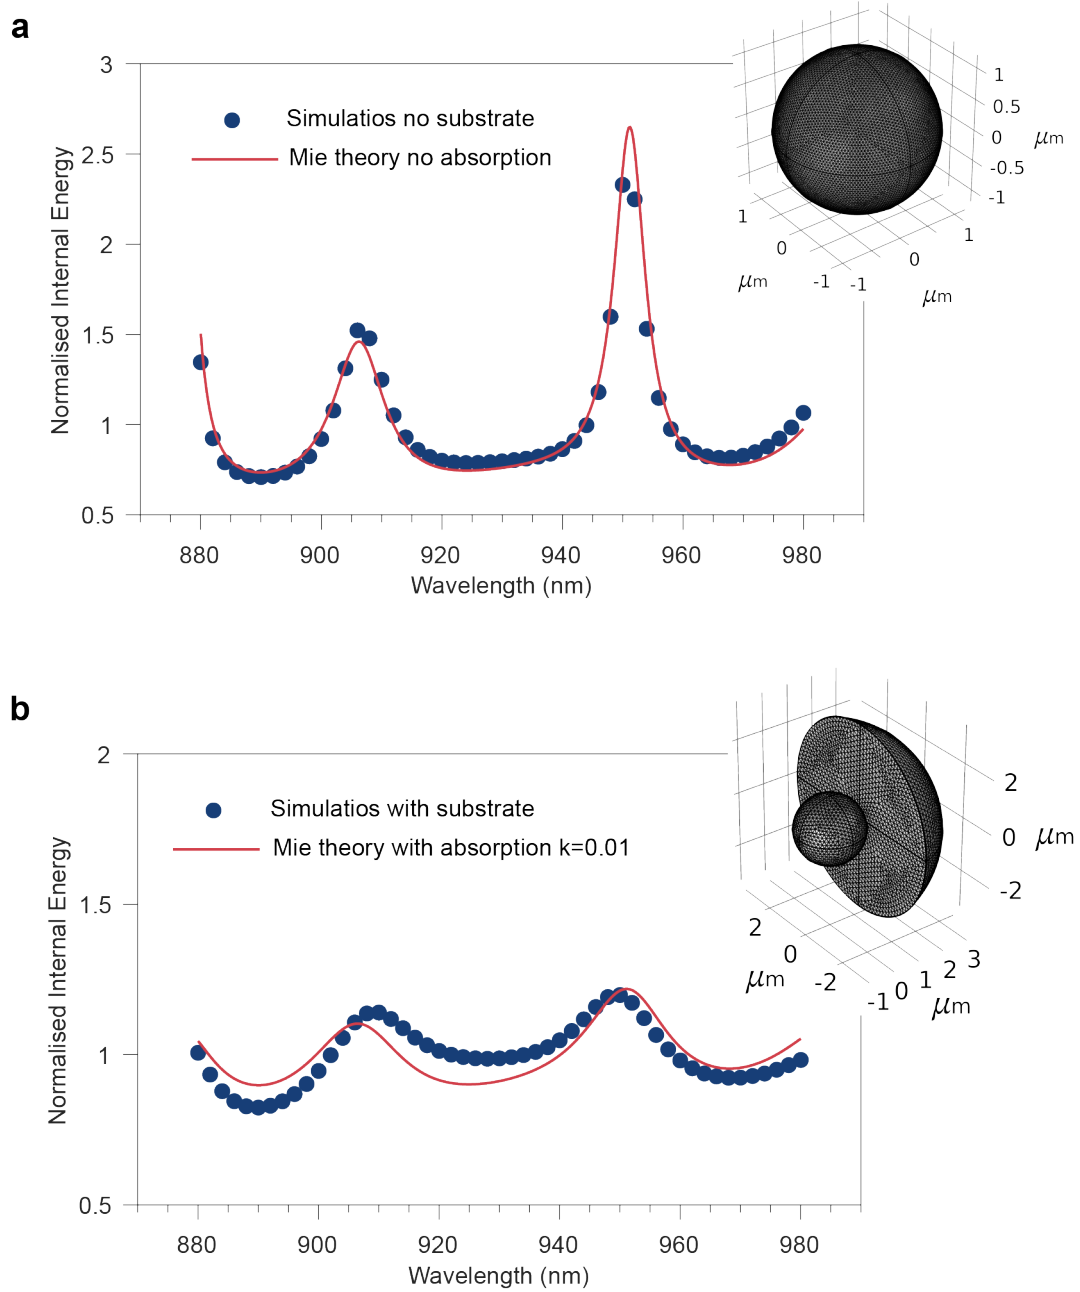 a
3
2.5
2
1.5
1
0.5
Normalised Internal Energy
Simulatios no substrate
Mie theory no absorption
880 900 920 940 960 980
Wavelength (nm)
1
0.5
0
-0.5
-1
μm
1
0
-1
μm
-1
0
1
μm
b
2
1.5
1
0.5
Normalised Internal Energy
Simulatios with substrate
Mie theory with absorption k=0.01
880 900 920 940 960 980
Wavelength (nm)
2
0
-2
μm
2
0
-2
μm
-1 0 1 2 3
μm